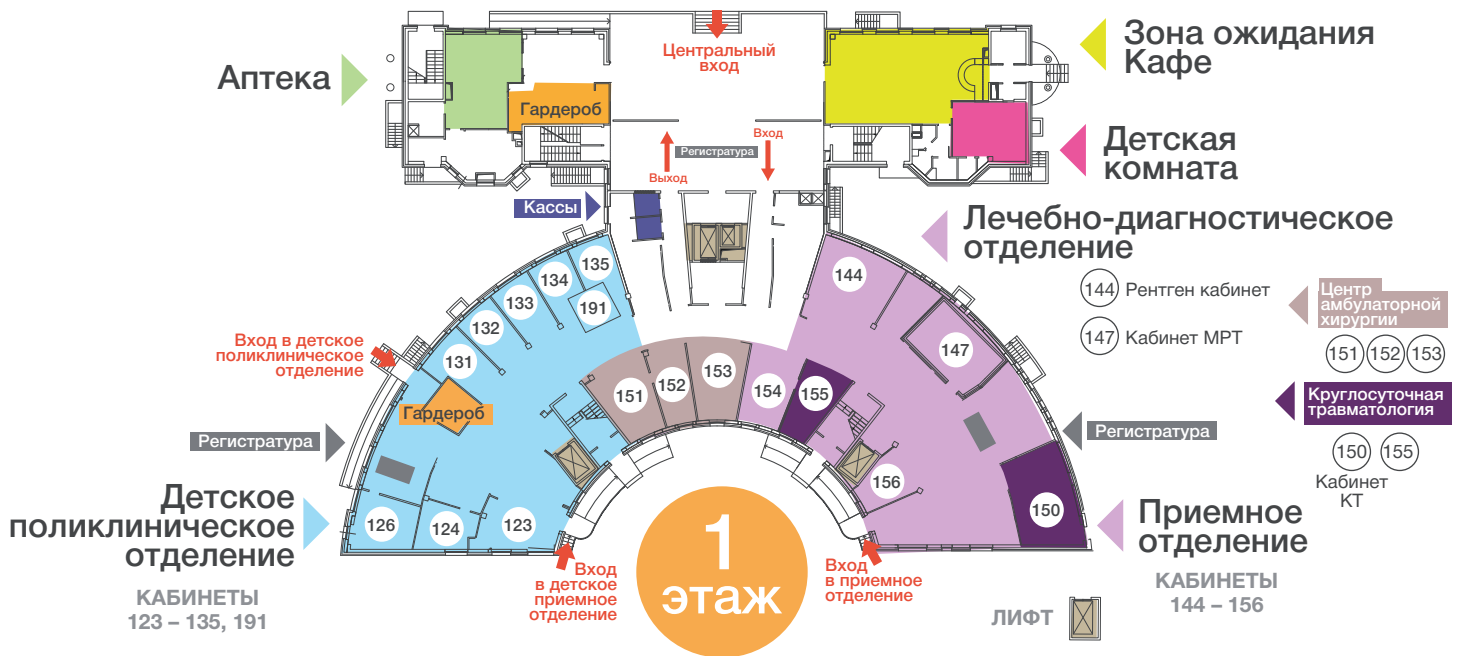 Аптека
Гардероб
Центральный
вход
Зона ожидания
Кафе
Детская
комната
Регистратура
Выход
Вход
Кассы
Лечебно-диагностическое
отделение
144 Рентген кабинет
147 Кабинет МРТ
Центр
амбулаторной
хирургии
151 152 153
Круглосуточная
травматология
150 155
Кабинет
КТ
135
134
133
191
132
131
Вход в детское
поликлиническое
отделение
Гардероб
Регистратура
Детское
поликлиническое
отделение
КАБИНЕТЫ
123 – 135, 191
126
124
123
Вход
в детское
приемное
отделение
151
152
153
154
155
144
147
156
150
Регистратура
Вход
в приемное
отделение
Приемное
отделение
КАБИНЕТЫ
144 – 156
1
этаж
ЛИФТ